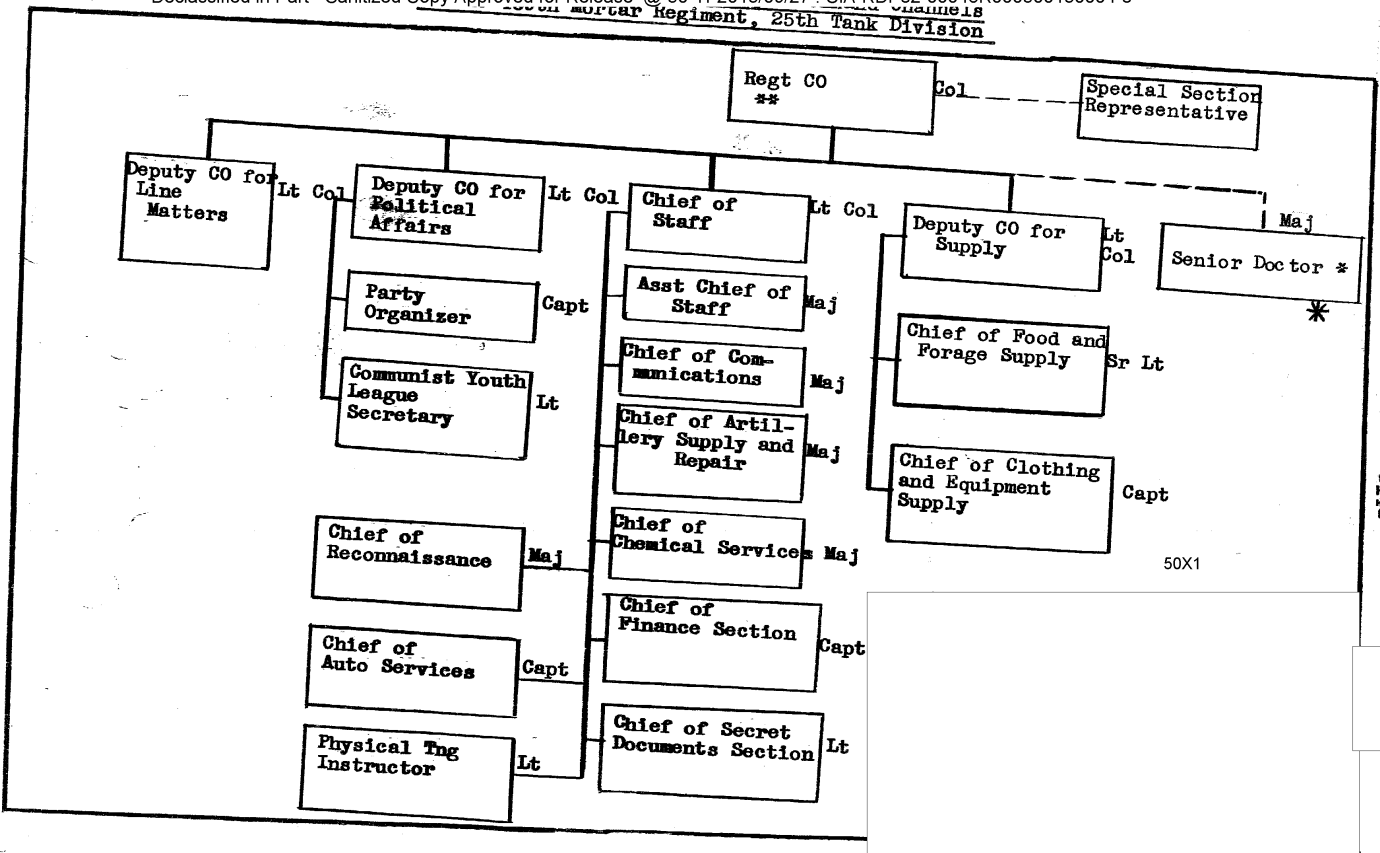 Mortar Regiment, 25th Tank Division
Regt CO
**
Col
Special Section
Representative
Deputy CO for
Line
Matters
Lt Col
Deputy CO for
Political
Affairs
Lt Col
Chief of
Staff
Lt Col
Deputy CO for
Supply
Lt
Col
Maj
Senior Doctor *
*
Party
Organizer
Capt
Asst Chief of
Staff
Maj
Chief of Food and
Forage Supply
Sr Lt
Communist Youth
League
Secretary
Lt
Chief of Com-
munications
Maj
Chief of Artil-
lery Supply and
Repair
Maj
Chief of Clothing
and Equipment
Supply
Capt
Chief of
Reconnaissance
Maj
Chief of
Chemical Services
Maj
50X1
Chief of
Auto Services
Capt
Chief of
Finance Section
Capt
Physical Tng
Instructor
Lt
Chief of Secret
Documents Section
Lt